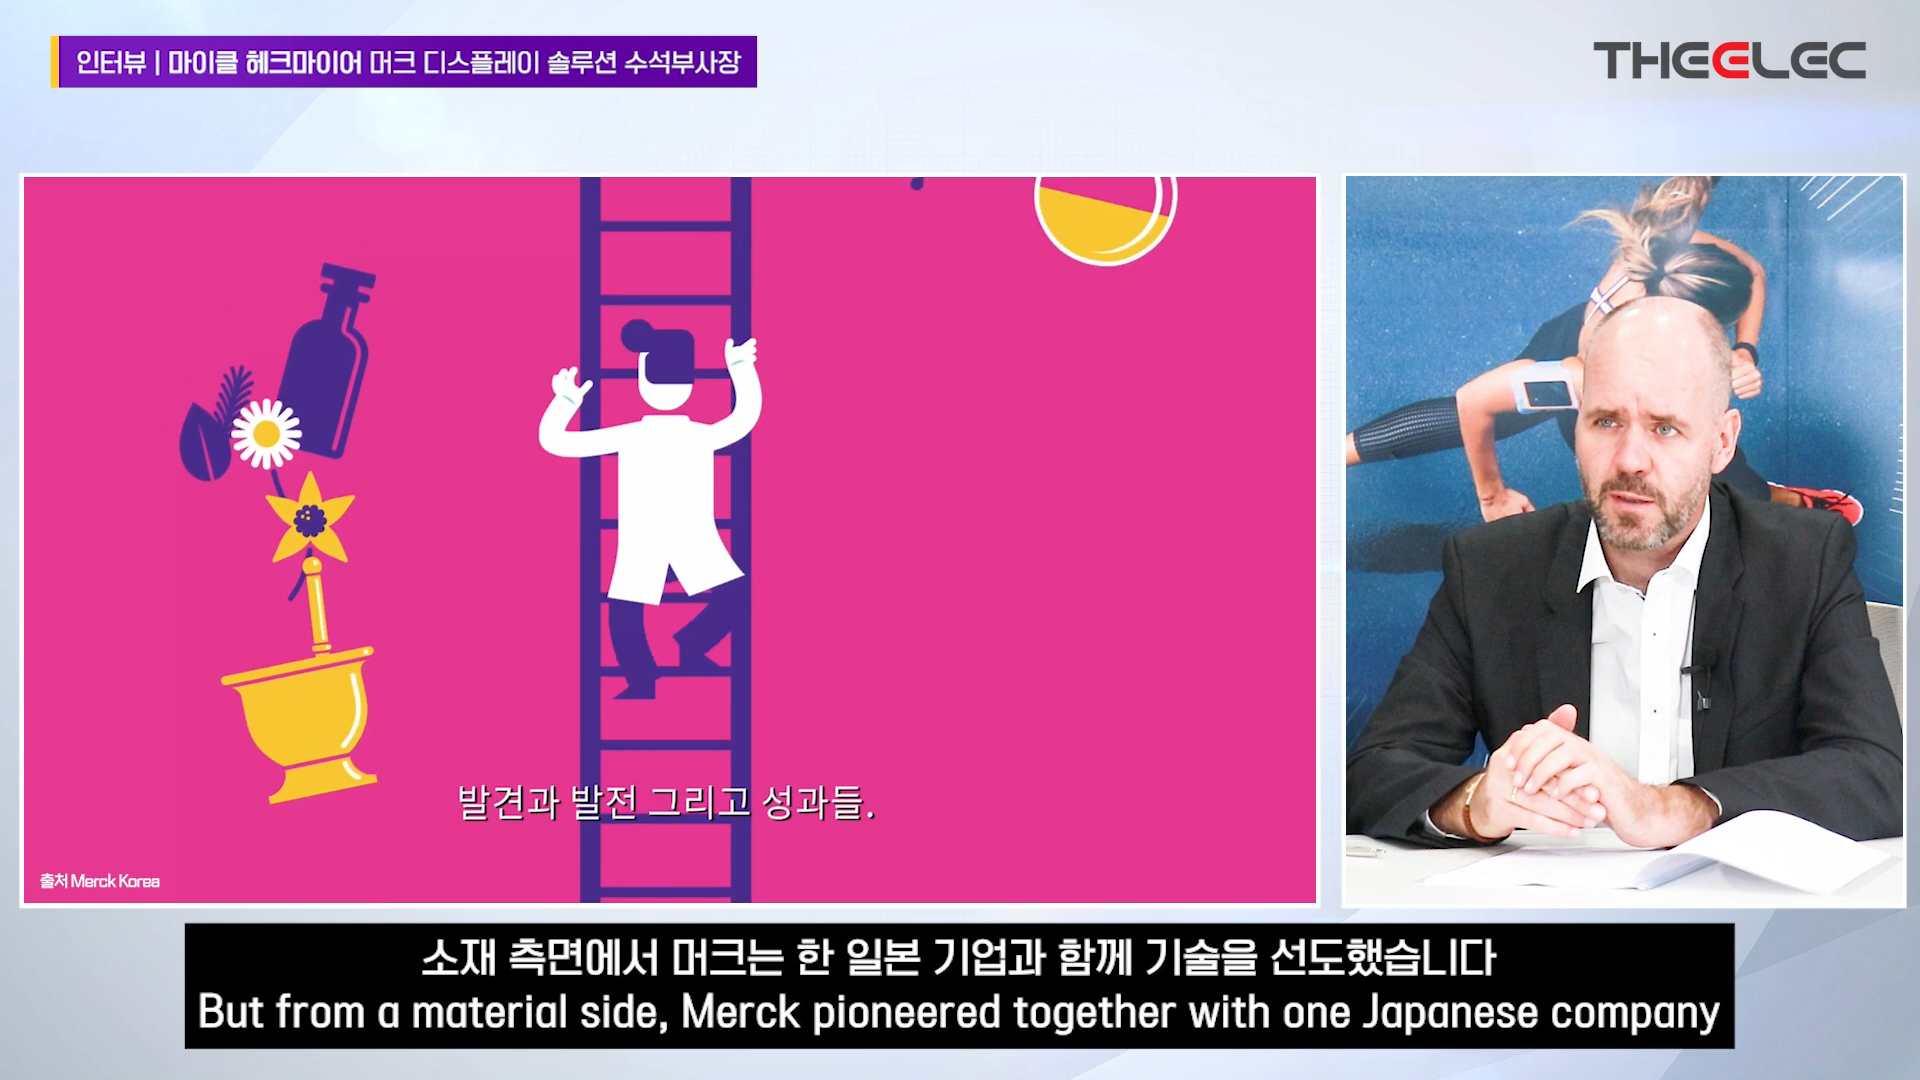 인터뷰 | 마이클 헤크마이어 머크 디스플레이 솔루션 수석부사장
THEELEC
발견과 발전 그리고 성과들.
출처 Merck Korea
소재 측면에서 머크는 한 일본 기업과 함께 기술을 선도했습니다
But from a material side, Merck pioneered together with one Japanese company